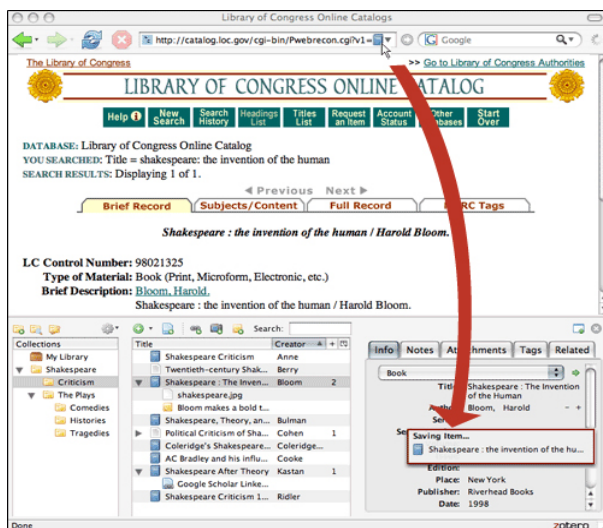 Library of Congress Online Catalogs
http://catalog.loc.gov/cgi-bin/Pwebrecon.cgi?v1=
Google
The Library of Congress
>> Go to Library of Congress Authorities
LIBRARY OF CONGRESS ONLINE CATALOG
Help New Search Search History Headings List Titles List Request an Item Account Status Other Databases Start Over
DATABASE: Library of Congress Online Catalog
YOU SEARCHED: Title = shakespeare: the invention of the human
SEARCH RESULTS: Displaying 1 of 1.
Previous Next
Brief Record Subjects/Content Full Record MARC Tags
Shakespeare : the invention of the human / Harold Bloom.
LC Control Number: 98021325
Type of Material: Book (Print, Microform, Electronic, etc.)
Brief Description: Bloom, Harold.
Shakespeare : the invention of the human / Harold Bloom.
Search:
Collections
My Library
Shakespeare
Criticism
The Plays
Comedies
Histories
Tragedies
Title Creator +
Shakespeare Criticism Anne
Twentieth-century Shak... Berry
Shakespeare : The Inven... Bloom 2
shakespeare.jpg
Bloom makes a bold t...
Shakespeare, Theory, an... Bulman
Political Criticism of Sha... Cohen 1
Coleridge's Shakespeare... Coleridge...
AC Bradley and his influ... Cooke
Shakespeare After Theory Kastan 1
Google Scholar Linke...
Shakespeare Criticism 1... Ridler
Info Notes Attachments Tags Related
Book
Title: Shakespeare : The Invention
of the Human
Author: Bloom, Harold - +
Saving Item...
Shakespeare : the invention of the hu...
Edition:
Place: New York
Publisher: Riverhead Books
Date: 1998
Done
zotero